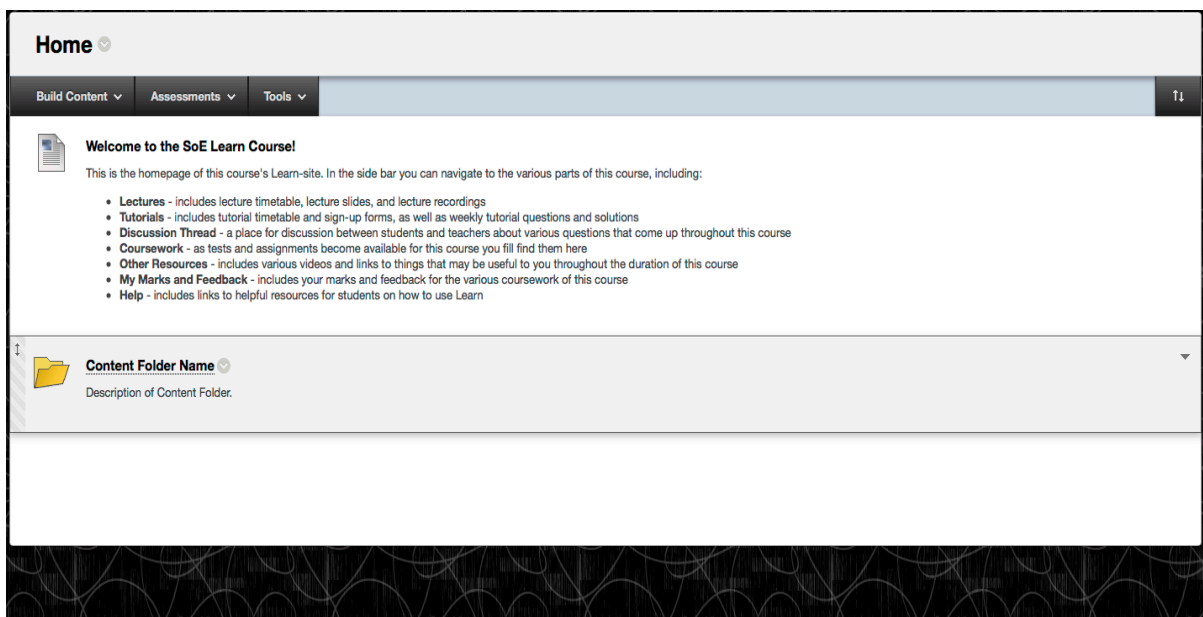 Home
Build Content Assessments Tools
Welcome to the SoE Learn Course!
This is the homepage of this course's Learn-site. In the side bar you can navigate to the various parts of this course, including:
• Lectures - includes lecture timetable, lecture slides, and lecture recordings
• Tutorials - includes tutorial timetable and sign-up forms, as well as weekly tutorial questions and solutions
• Discussion Thread - a place for discussion between students and teachers about various questions that come up throughout this course
• Coursework - as tests and assignments become available for this course you fill find them here
• Other Resources - includes various videos and links to things that may be useful to you throughout the duration of this course
• My Marks and Feedback - includes your marks and feedback for the various coursework of this course
• Help - includes links to helpful resources for students on how to use Learn
Content Folder Name
Description of Content Folder.